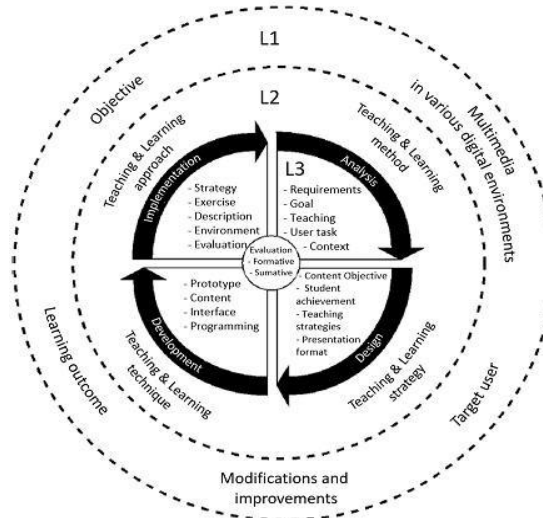 L1
Objective
Multimedia
in various digital environments
Target user
Modifications and
improvements
Learning outcome
L2
Teaching & Learning
approach
Teaching & Learning
method
Teaching & Learning
strategy
Teaching & Learning
technique
Implementation
Analysis
Design
Development
- Strategy
- Exercise
- Description
- Environment
- Evaluation
L3
- Requirements
- Goal
- Teaching
- User task
- Context
Evaluation
- Formative
- Sumative
- Content Objective
- Student
achievement
- Teaching
strategies
- Presentation
format
- Prototype
- Content
- Interface
- Programming